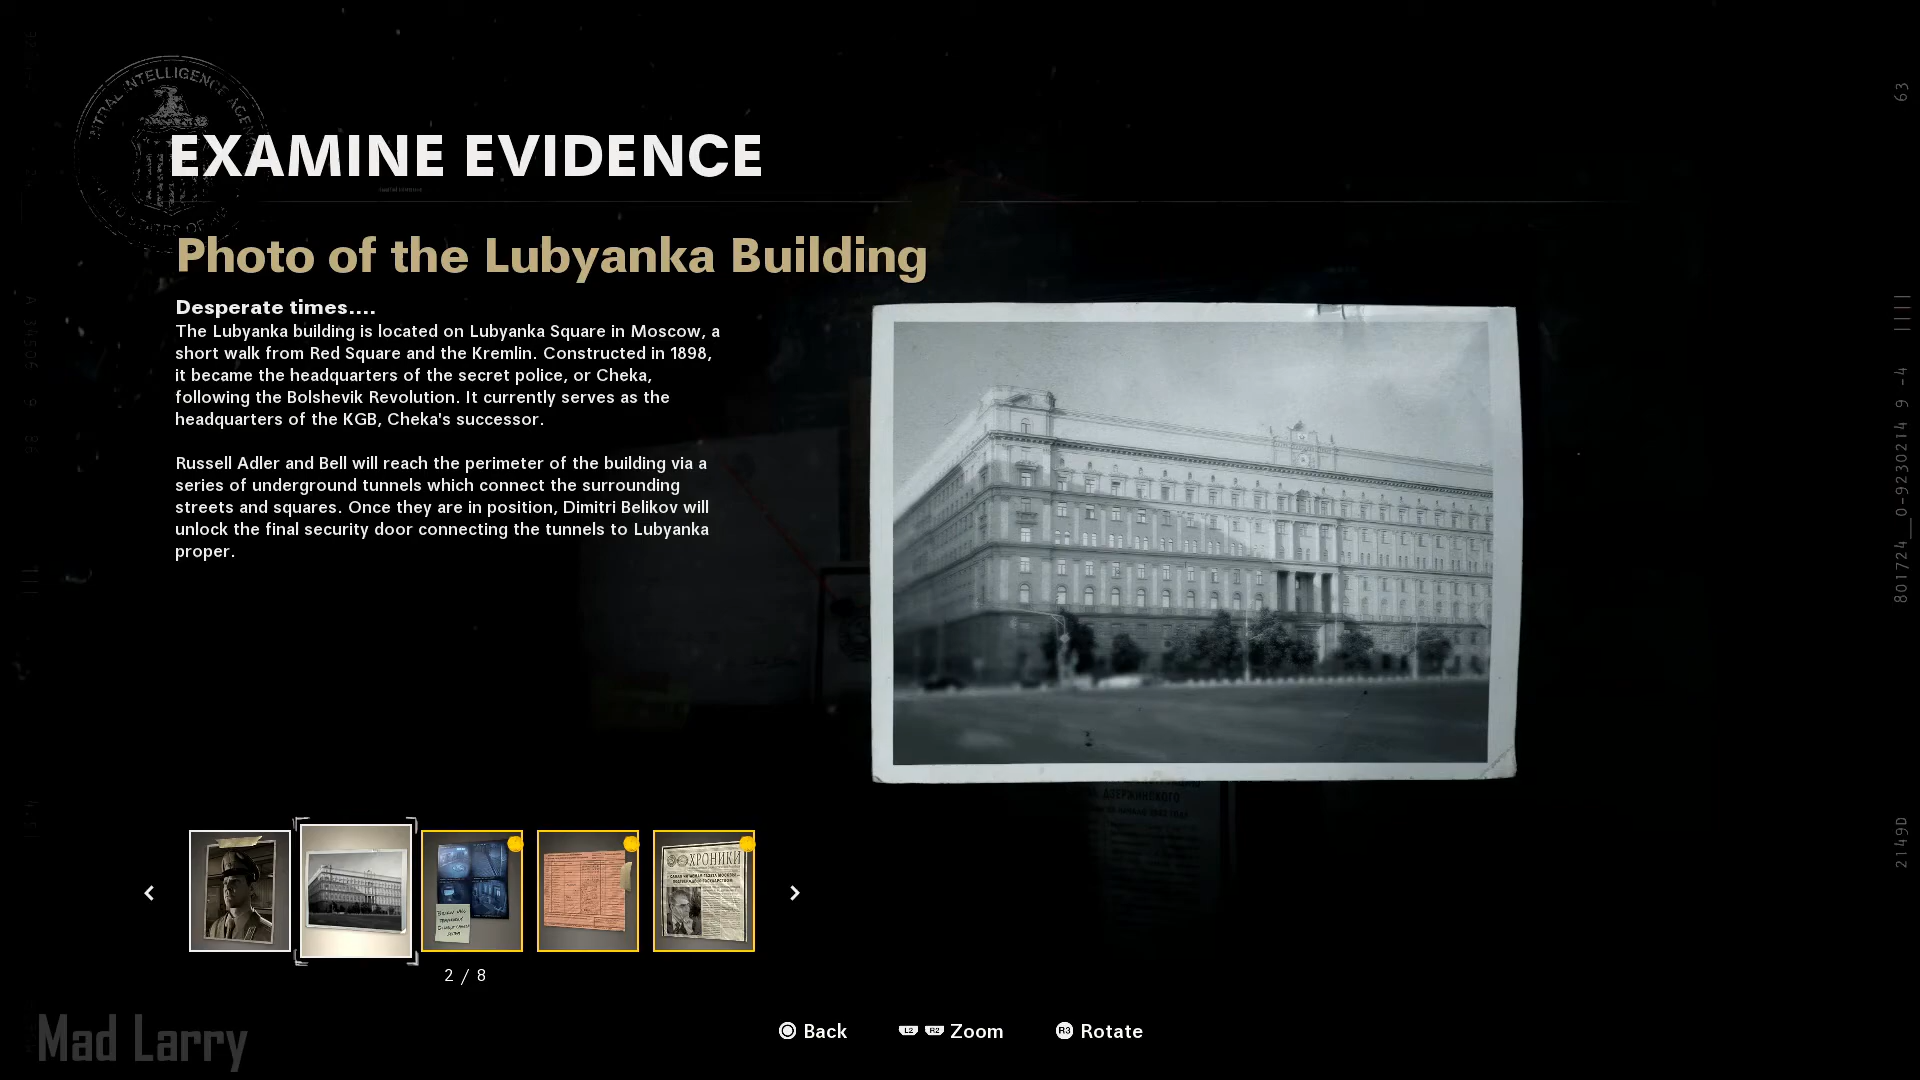 EXAMINE EVIDENCE
Photo of the Lubyanka Building
Desperate times....
The Lubyanka building is located on Lubyanka Square in Moscow, a
short walk from Red Square and the Kremlin. Constructed in 1898,
it became the headquarters of the secret police, or Cheka,
following the Bolshevik Revolution. It currently serves as the
headquarters of the KGB, Cheka's successor.
Russell Adler and Bell will reach the perimeter of the building via a
series of underground tunnels which connect the surrounding
streets and squares. Once they are in position, Dimitri Belikov will
unlock the final security door connecting the tunnels to Lubyanka
proper.
ДЗЕРЖИНСКОГО
ХРОНИКИ
2 / 8
Back
L2 R2 Zoom
R3 Rotate
Mad Larry
63
801724__0-9230214 9 -4
2149D